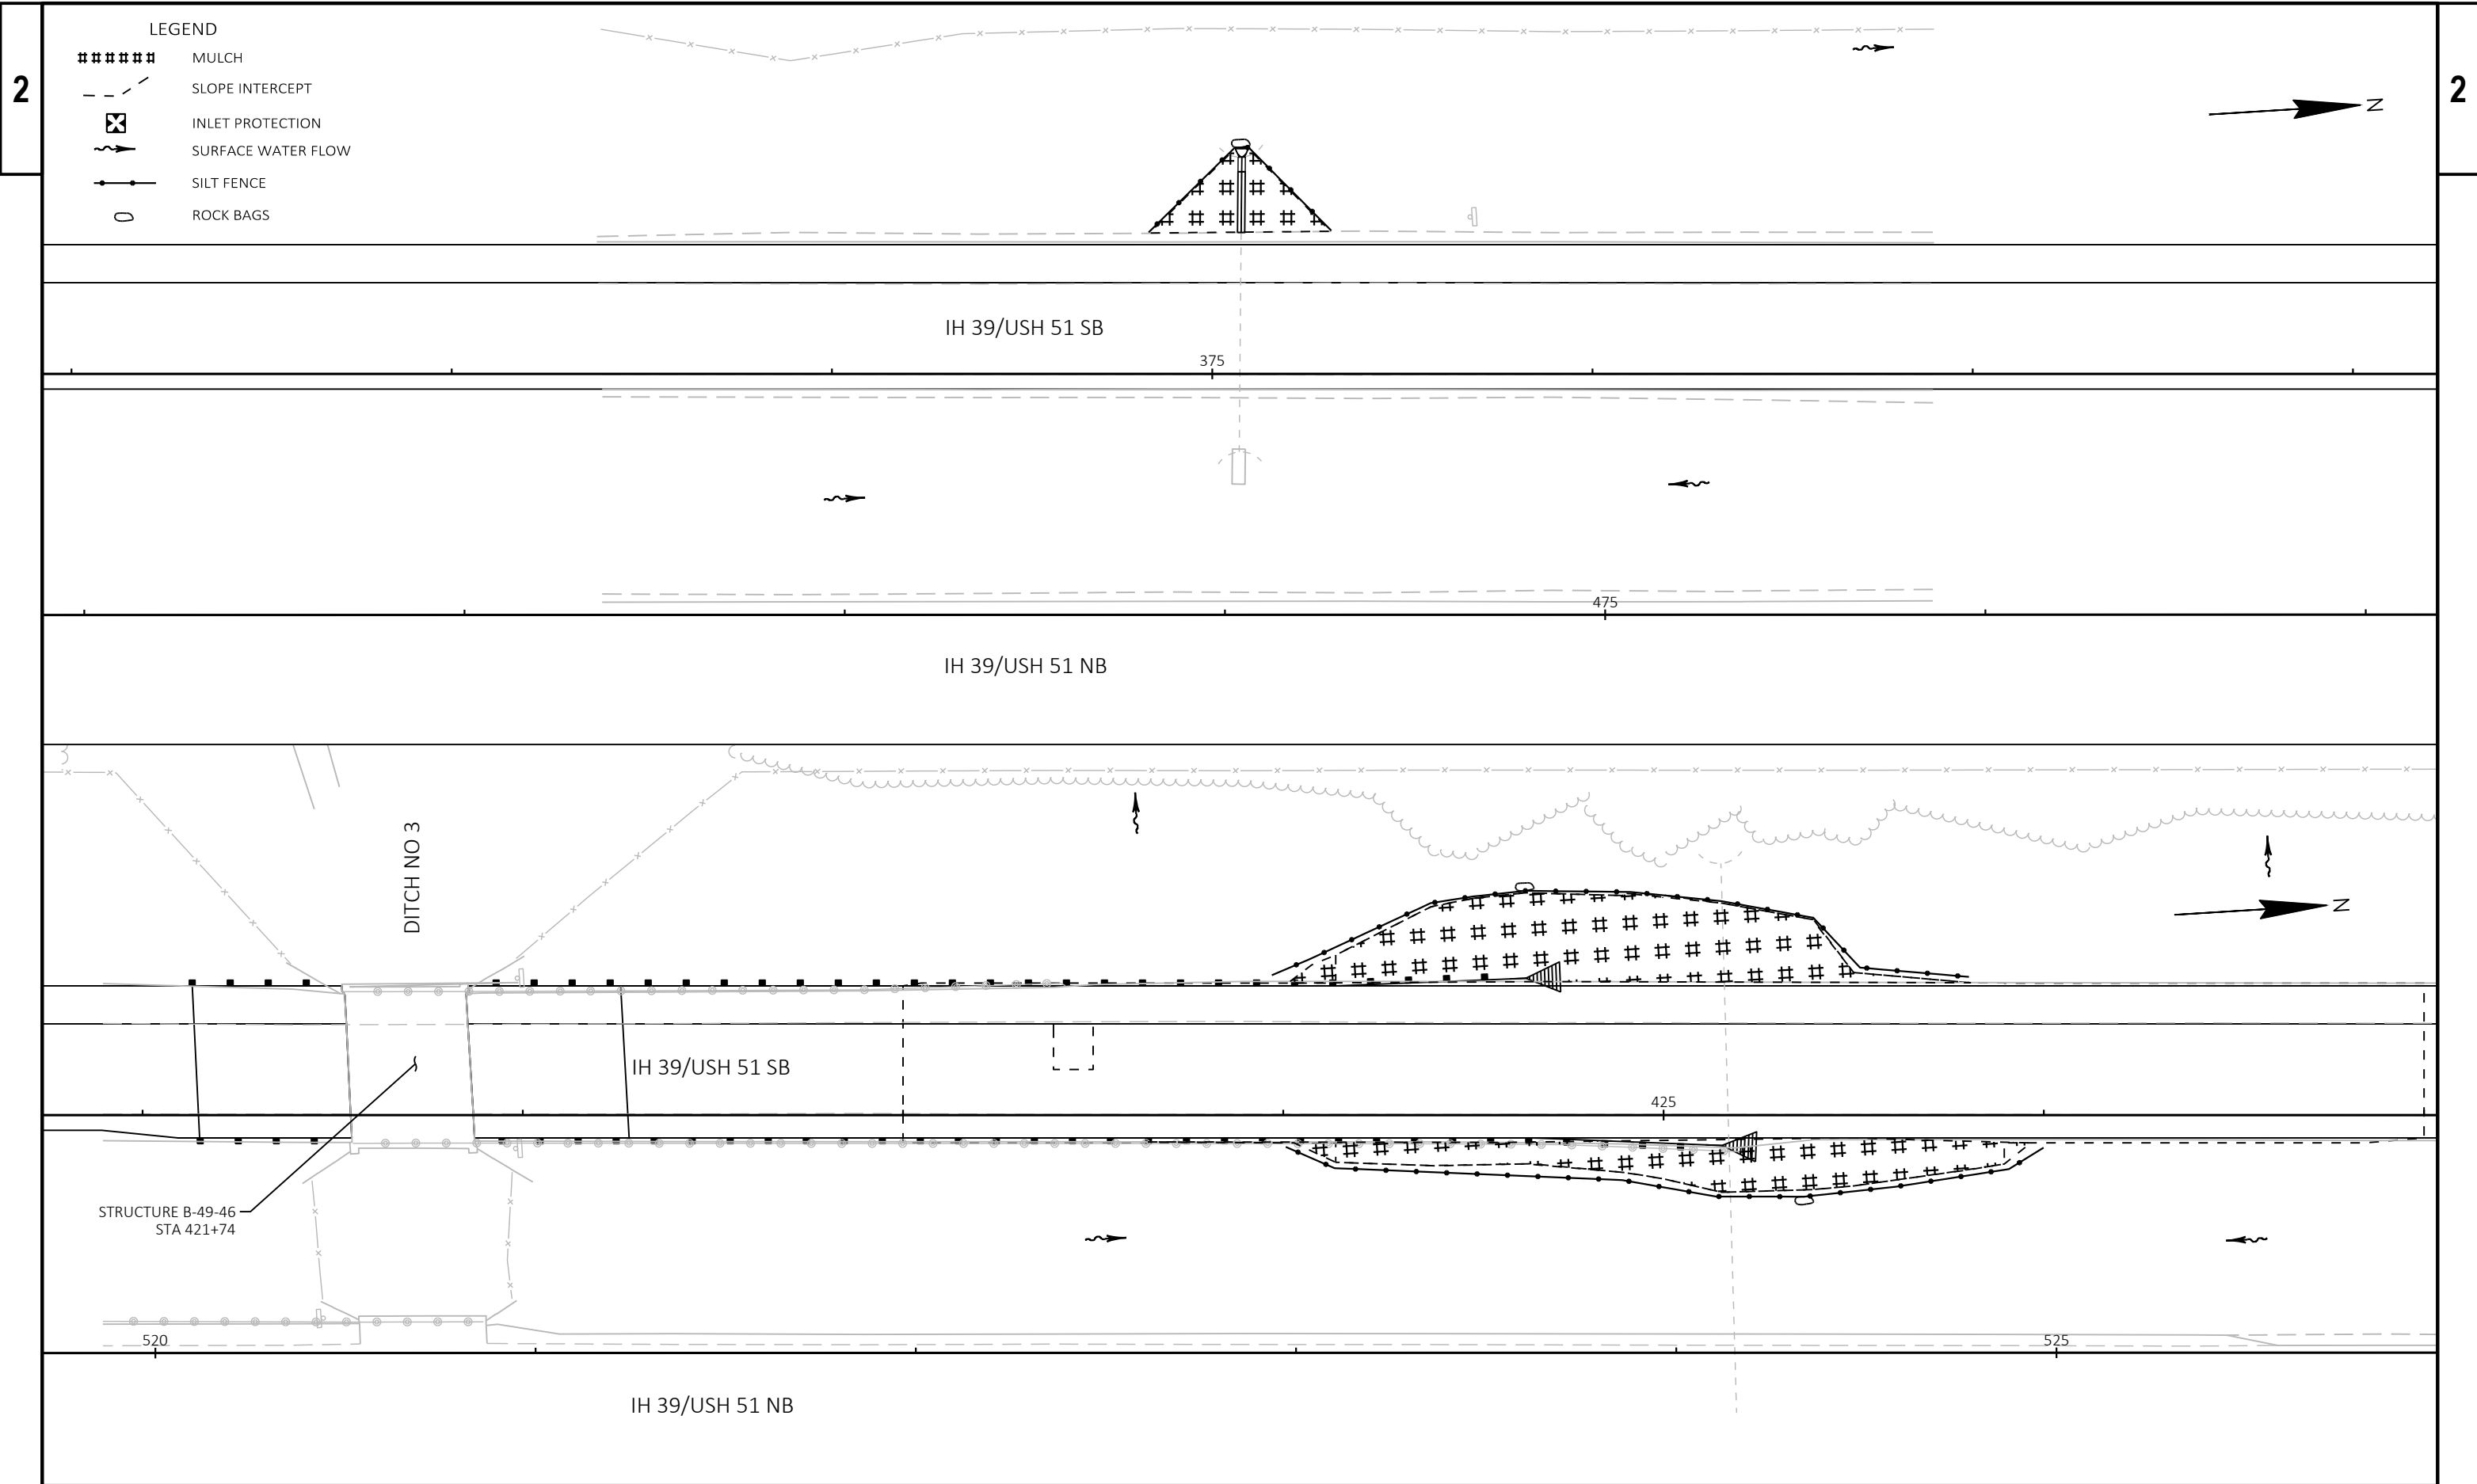 2
2
LEGEND
MULCH
SLOPE INTERCEPT
INLET PROTECTION
SURFACE WATER FLOW
SILT FENCE
ROCK BAGS
N
IH 39/USH 51 SB
375
475
IH 39/USH 51 NB
DITCH NO 3
N
IH 39/USH 51 SB
425
STRUCTURE B-49-46
STA 421+74
520
525
IH 39/USH 51 NB